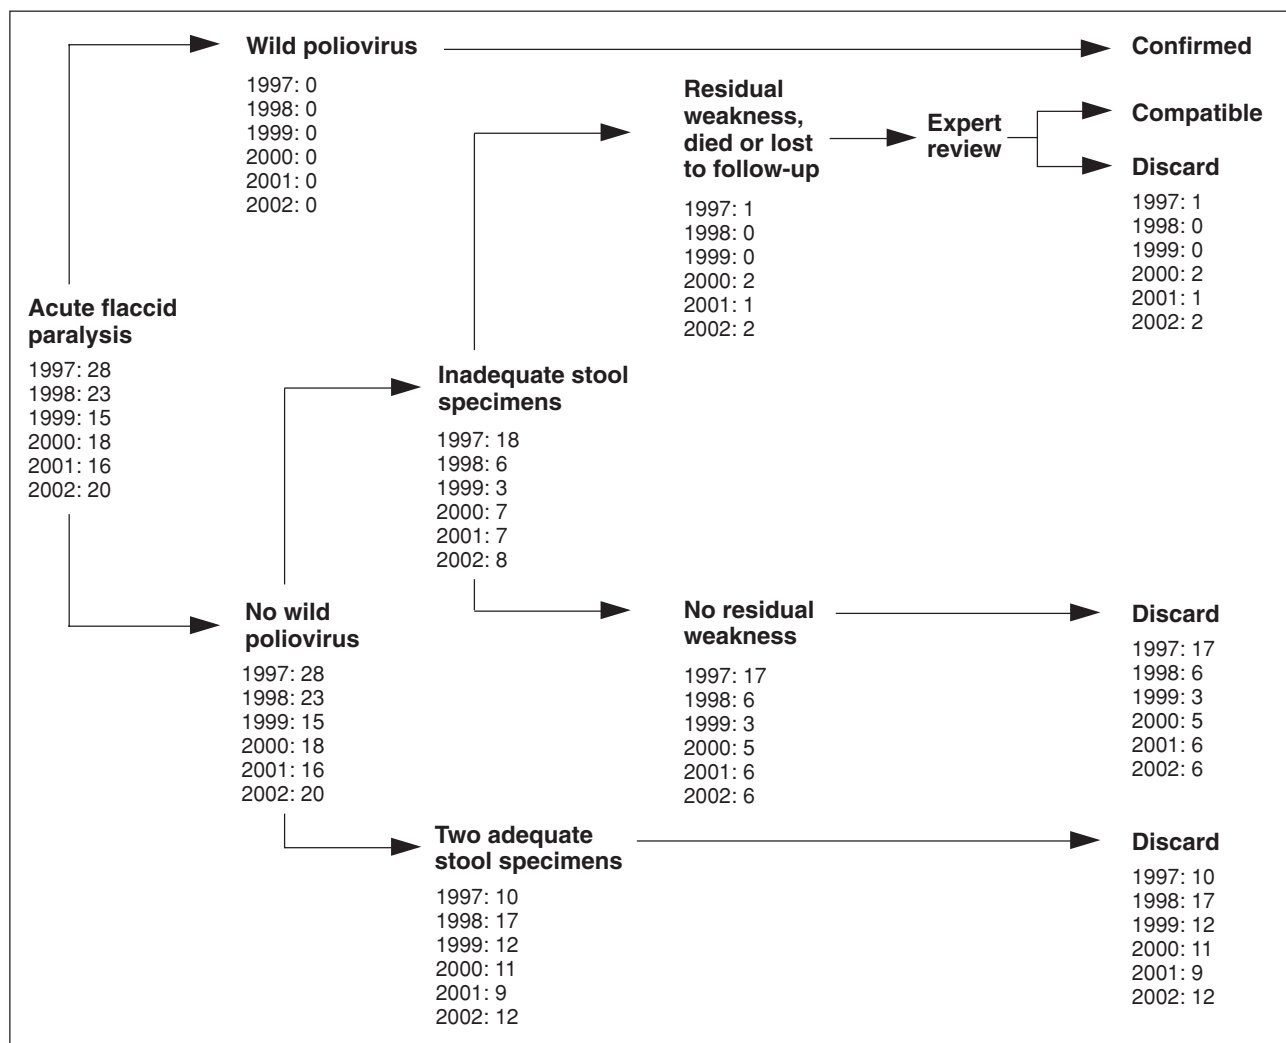 Wild poliovirus
1997: 0
1998: 0
1999: 0
2000: 0
2001: 0
2002: 0
Confirmed
Residual
weakness,
died or lost
to follow-up
1997: 1
1998: 0
1999: 0
2000: 2
2001: 1
2002: 2
Expert
review
Compatible
Discard
1997: 1
1998: 0
1999: 0
2000: 2
2001: 1
2002: 2
Acute flaccid
paralysis
1997: 28
1998: 23
1999: 15
2000: 18
2001: 16
2002: 20
Inadequate stool
specimens
1997: 18
1998: 6
1999: 3
2000: 7
2001: 7
2002: 8
No wild
poliovirus
1997: 28
1998: 23
1999: 15
2000: 18
2001: 16
2002: 20
No residual
weakness
1997: 17
1998: 6
1999: 3
2000: 5
2001: 6
2002: 6
Discard
1997: 17
1998: 6
1999: 3
2000: 5
2001: 6
2002: 6
Two adequate
stool specimens
1997: 10
1998: 17
1999: 12
2000: 11
2001: 9
2002: 12
Discard
1997: 10
1998: 17
1999: 12
2000: 11
2001: 9
2002: 12